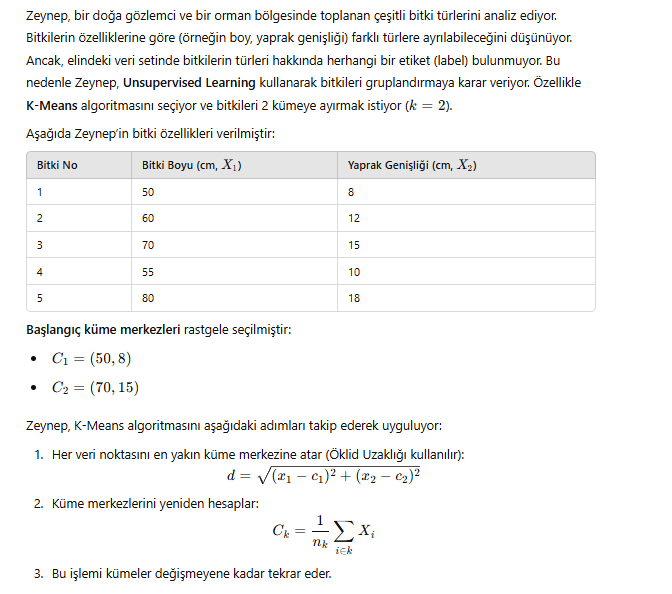 Zeynep, bir doğa gözlemci ve bir orman bölgesinde toplanan çeşitli bitki türlerini analiz ediyor.
Bitkilerin özelliklerine göre (örneğin boy, yaprak genişliği) farklı türlere ayrılabileceğini düşünüyor.
Ancak, elindeki veri setinde bitkilerin türleri hakkında herhangi bir etiket (label) bulunmuyor. Bu
nedenle Zeynep, Unsupervised Learning kullanarak bitkileri gruplandırmaya karar veriyor. Özellikle
K-Means algoritmasını seçiyor ve bitkileri 2 kümeye ayırmak istiyor (k = 2).
Aşağıda Zeynep'in bitki özellikleri verilmiştir:
Bitki No Bitki Boyu (cm, X₁) Yaprak Genişliği (cm, X₂)
1 50 8
2 60 12
3 70 15
4 55 10
5 80 18
Başlangıç küme merkezleri rastgele seçilmiştir:
• C₁ = (50, 8)
• C₂ = (70, 15)
Zeynep, K-Means algoritmasını aşağıdaki adımları takip ederek uyguluyor:
1. Her veri noktasını en yakın küme merkezine atar (Öklid Uzaklığı kullanılır):
d = √((x₁ − c₁)² + (x₂ − c₂)²)
2. Küme merkezlerini yeniden hesaplar:
Cₖ = 1/nₖ ∑ i∈k Xᵢ
3. Bu işlemi kümeler değişmeyene kadar tekrar eder.